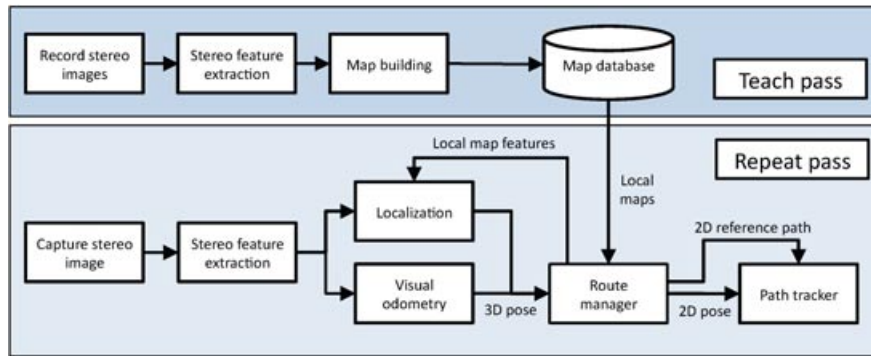 Record stereo
images
Stereo feature
extraction
Map building
Map database
Teach pass
Repeat pass
Local map features
Local
maps
Localization
2D reference path
Capture stereo
image
Stereo feature
extraction
Visual
odometry
3D pose
Route
manager
2D pose
Path tracker